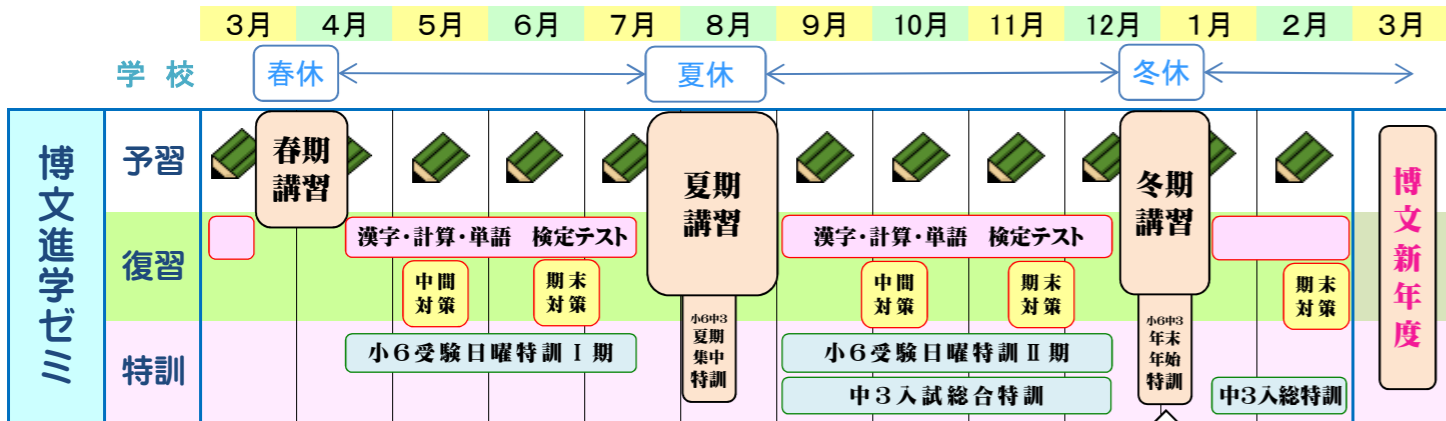 3月 4月 5月 6月 7月 8月 9月 10月 11月 12月 1月 2月 3月
学校 春休 夏休 冬休
博文進学ゼミ
予習
春期
講習
夏期
講習
冬期
講習
博文新年度
復習
漢字・計算・単語 検定テスト
漢字・計算・単語 検定テスト
中間
対策
期末
対策
中間
対策
期末
対策
期末
対策
特訓
小6受験日曜特訓Ⅰ期
小6中3
夏期
集中
特訓
小6受験日曜特訓Ⅱ期
中3入試総合特訓
小6中3
年末
年始
特訓
中3入総特訓